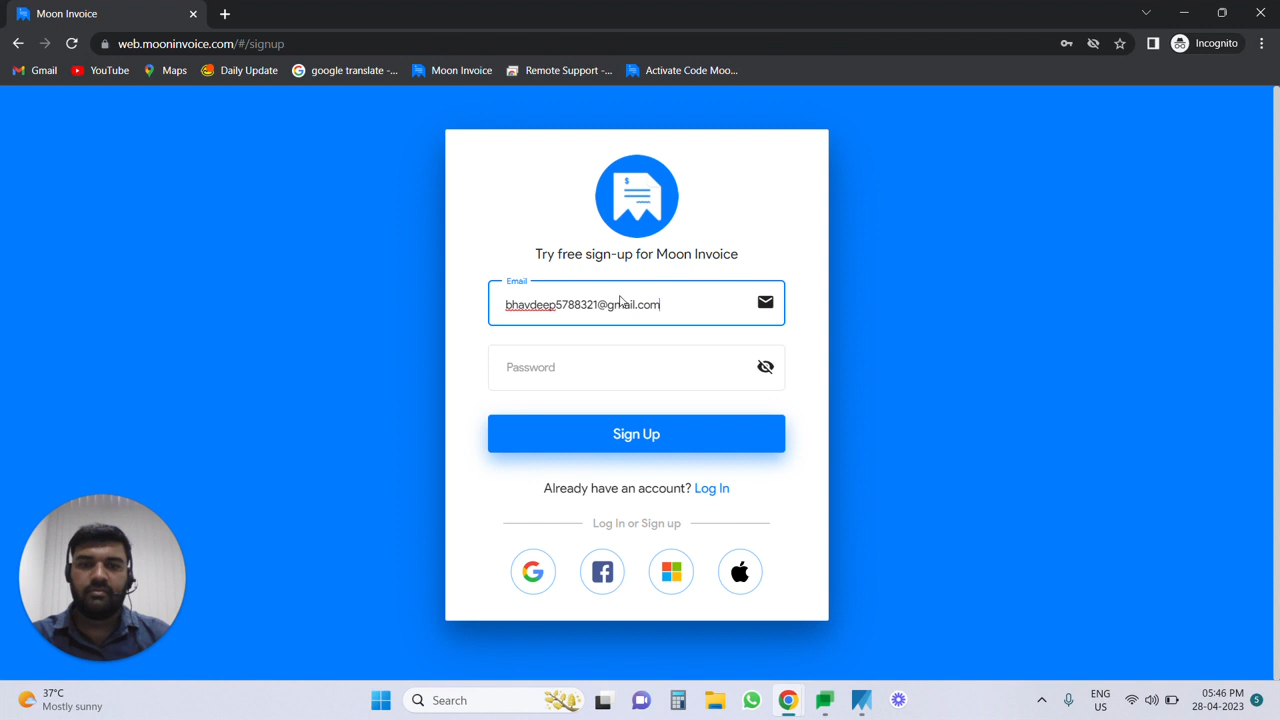 Moon Invoice
web.mooninvoice.com/#/signup
Incognito
Gmail
YouTube
Maps
Daily Update
google translate -...
Moon Invoice
Remote Support -...
Activate Code Moo...
$
Try free sign-up for Moon Invoice
Email
bhavdeep5788321@gmail.com
Password
Sign Up
Already have an account? Log In
Log In or Sign up
37°C
Mostly sunny
Search
ENG
US
05:46 PM
28-04-2023
5